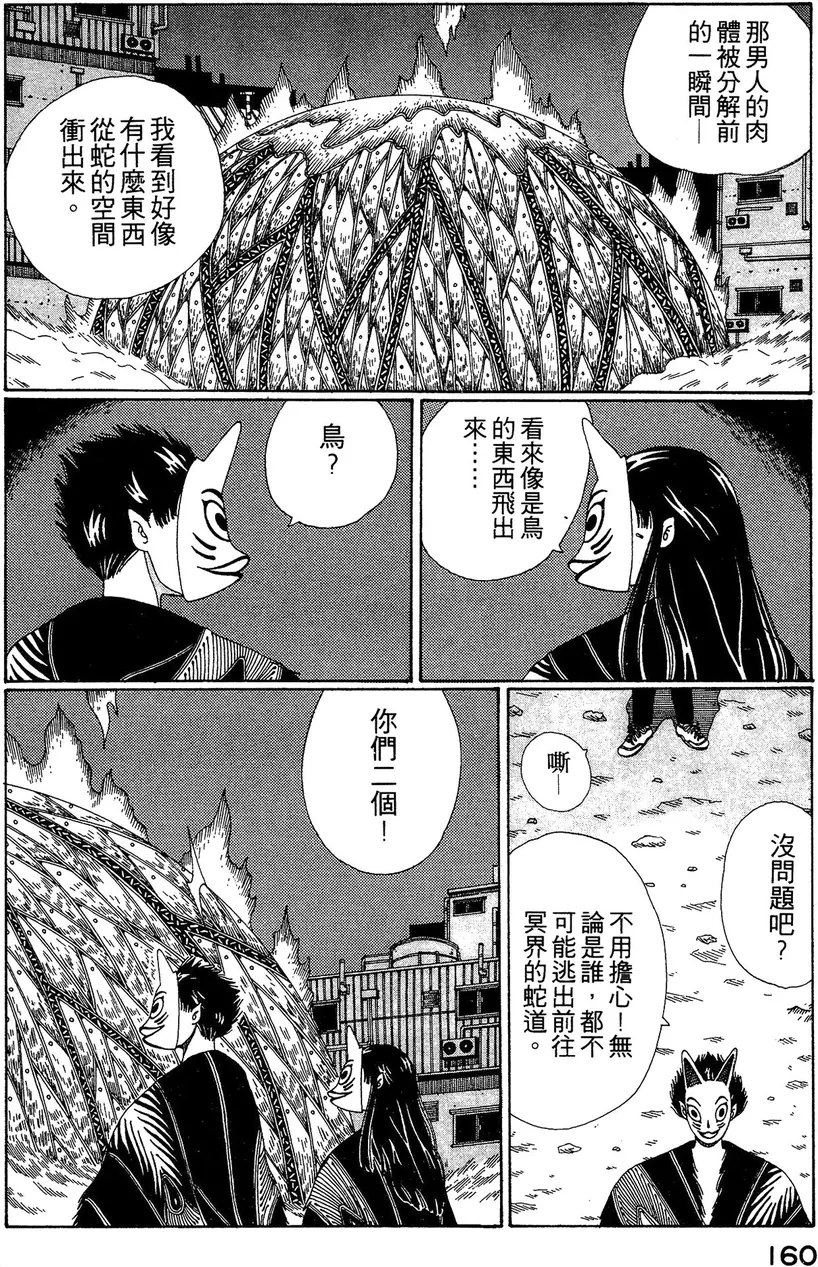 那男人的肉
體被分解前
的一瞬間—
我看到好像
有什麼東西
從蛇的空間
衝出來。
看來像是鳥
的東西飛出
來……
鳥？
嘶—
沒問題吧？
不用擔心！無
論是誰，都不
可能逃出前往
冥界的蛇道。
你們二個！
160